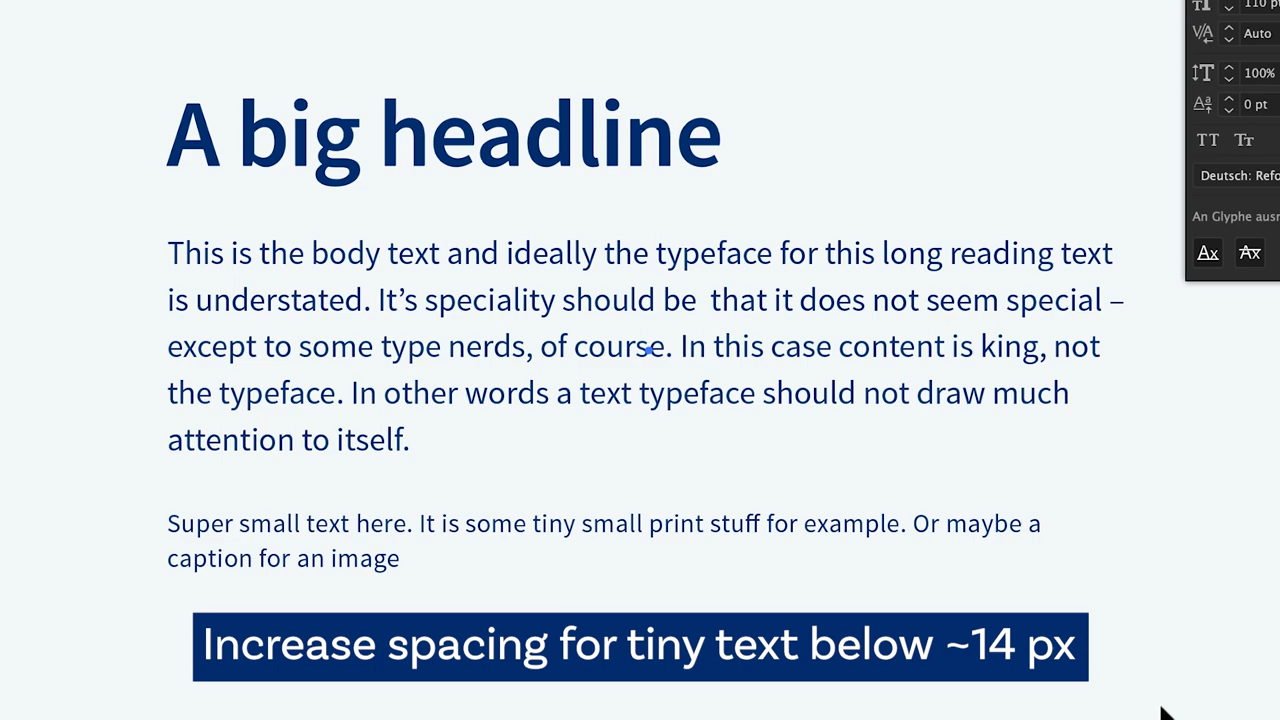 110 pt
Auto
A big headline
100%
0 pt
TT Tr
Deutsch: Refo
An Glyphe ausr
Ax Ax
This is the body text and ideally the typeface for this long reading text
is understated. It’s speciality should be  that it does not seem special –
except to some type nerds, of course. In this case content is king, not
the typeface. In other words a text typeface should not draw much
attention to itself.
Super small text here. It is some tiny small print stuff for example. Or maybe a
caption for an image
Increase spacing for tiny text below ~14 px